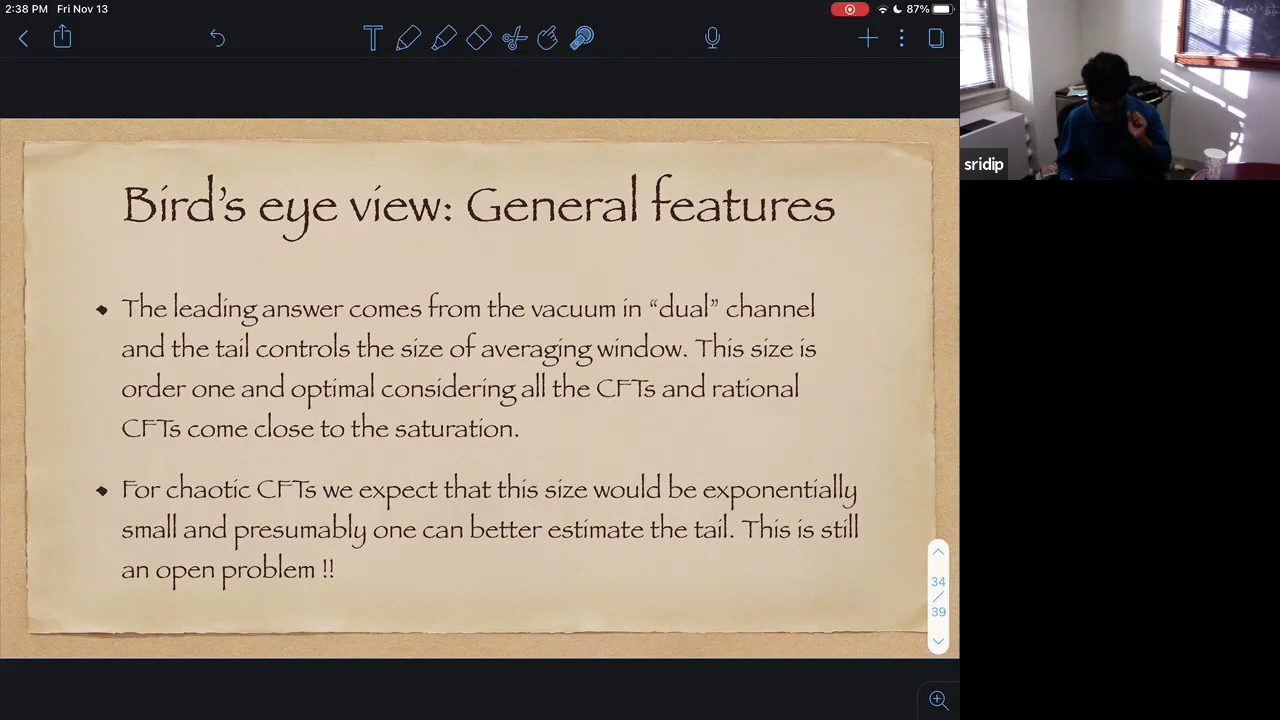 2:38 PM Fri Nov 13
87%
T
sridip
Bird's eye view: General features
• The leading answer comes from the vacuum in “dual” channel
and the tail controls the size of averaging window. This size is
order one and optimal considering all the CFTs and rational
CFTs come close to the saturation.
• For chaotic CFTs we expect that this size would be exponentially
small and presumably one can better estimate the tail. This is still
an open problem !!
34
/
39